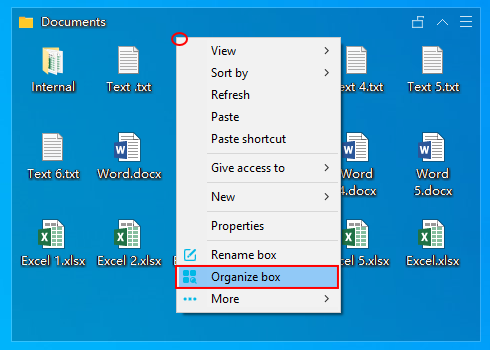 Documents
View
Sort by
Refresh
Paste
Paste shortcut
Give access to
New
Properties
Rename box
Organize box
More
Internal
Text .txt
Text 4.txt
Text 5.txt
Text 6.txt
Word.docx
Word
4.docx
Word
5.docx
Excel 1.xlsx
Excel 2.xlsx
Excel 5.xlsx
Excel.xlsx